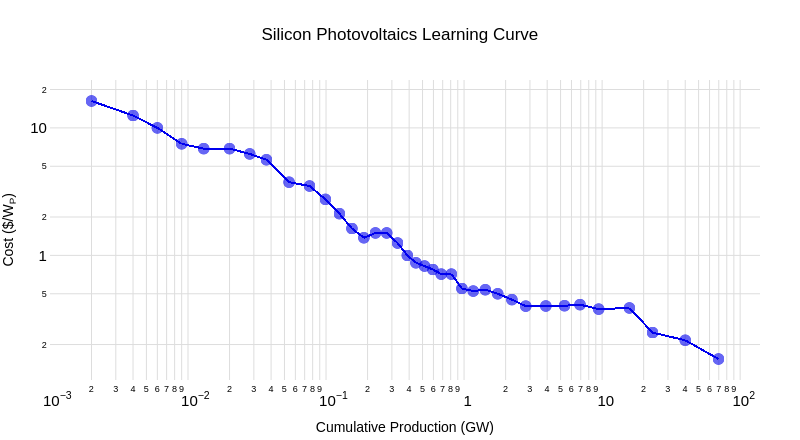 Silicon Photovoltaics Learning Curve
2
10
5
2
1
5
2
Cost ($/W_P)
10^−3 2 3 4 5 6 7 8 9 10^−2 2 3 4 5 6 7 8 9 10^−1 2 3 4 5 6 7 8 9 1 2 3 4 5 6 7 8 9 10 2 3 4 5 6 7 8 9 10^2
Cumulative Production (GW)